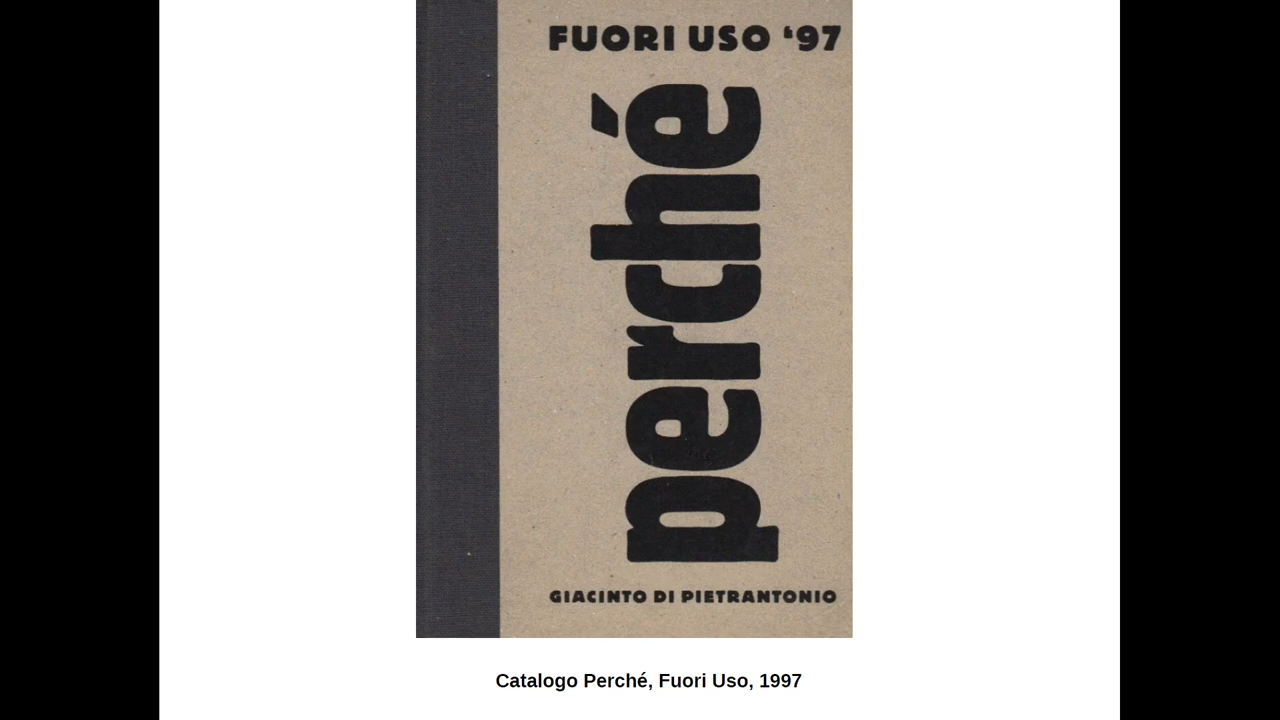 FUORI USO ‘97
perché
GIACINTO DI PIETRANTONIO
Catalogo Perché, Fuori Uso, 1997